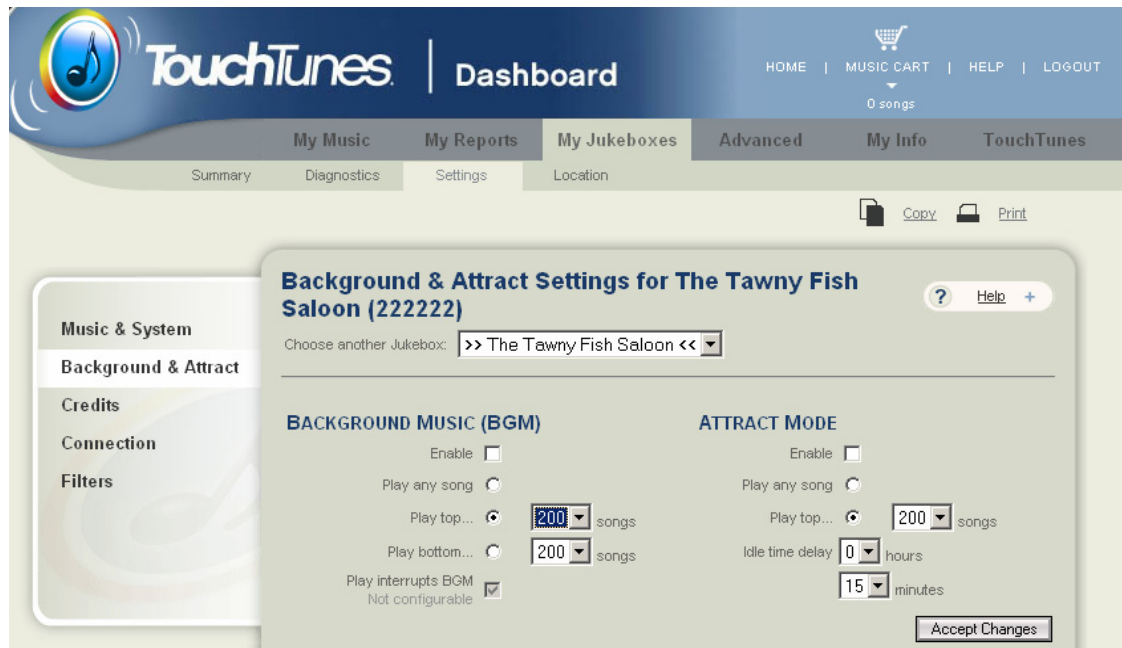 TouchTunes. | Dashboard
HOME | MUSIC CART | HELP | LOGOUT
0 songs
My Music My Reports My Jukeboxes Advanced My Info TouchTunes
Summary Diagnostics Settings Location
Copy Print
Background & Attract Settings for The Tawny Fish
Saloon (222222)
? Help +
Choose another Jukebox: >> The Tawny Fish Saloon <<
Music & System
Background & Attract
Credits
Connection
Filters
BACKGROUND MUSIC (BGM)
Enable
Play any song
Play top... 200 songs
Play bottom... 200 songs
Play interrupts BGM
Not configurable
ATTRACT MODE
Enable
Play any song
Play top... 200 songs
Idle time delay 0 hours
15 minutes
Accept Changes